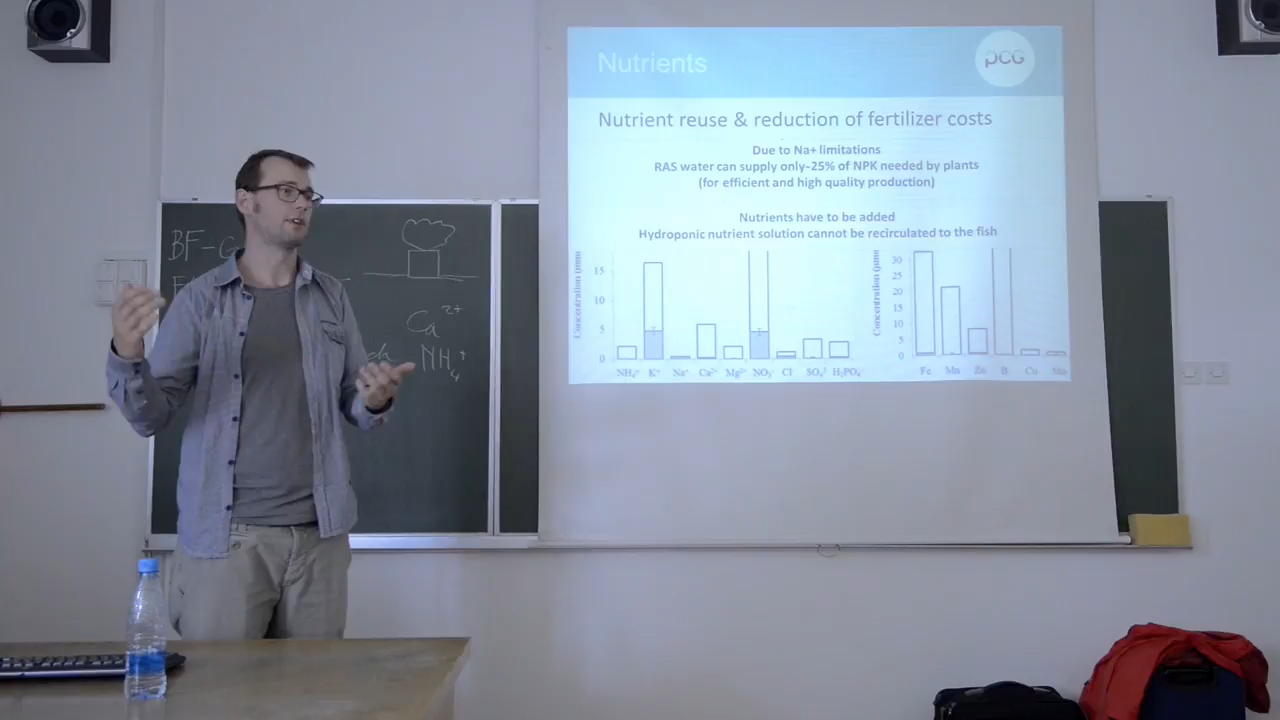 Nutrients
pCG
Nutrient reuse & reduction of fertilizer costs
Due to Na+ limitations
RAS water can supply only~25% of NPK needed by plants
(for efficient and high quality production)
Nutrients have to be added
Hydroponic nutrient solution cannot be recirculated to the fish
Concentration
15
10
5
0
NH₄⁺ K⁺ Na⁺ Ca²⁺ Mg²⁺ NO₃⁻ Cl⁻ SO₄²⁻ H₂PO₄⁻
Concentration
30
25
20
15
10
5
0
Fe Mn Zn B Cu Mo
BF-
Ca²⁺
NH₄⁺